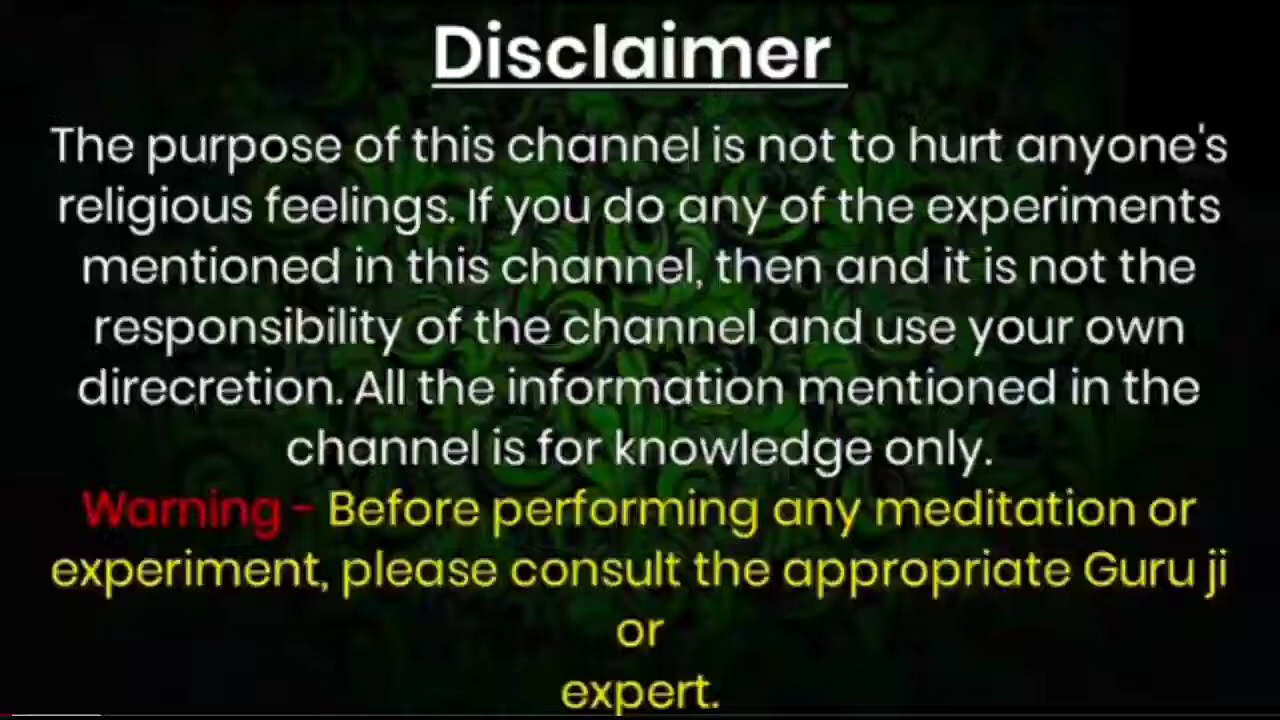 Disclaimer
The purpose of this channel is not to hurt anyone's
religious feelings. If you do any of the experiments
mentioned in this channel, then and it is not the
responsibility of the channel and use your own
direcretion. All the information mentioned in the
channel is for knowledge only.
Warning - Before performing any meditation or
experiment, please consult the appropriate Guru ji
or
expert.